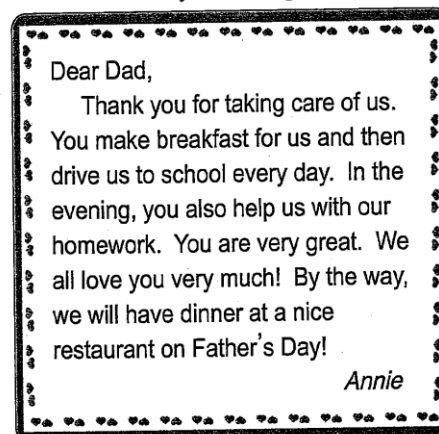 Dear Dad,
Thank you for taking care of us.
You make breakfast for us and then
drive us to school every day. In the
evening, you also help us with our
homework. You are very great. We
all love you very much! By the way,
we will have dinner at a nice
restaurant on Father's Day!
Annie